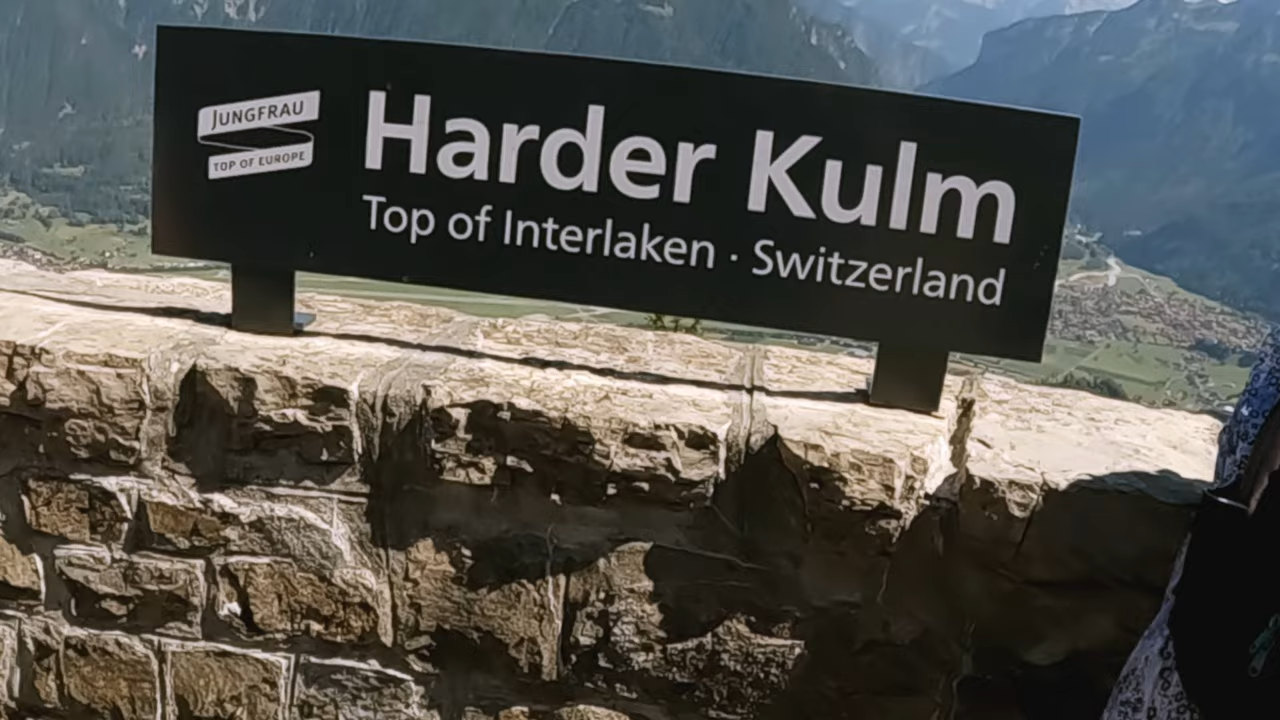 JUNGFRAU
TOP OF EUROPE
Harder Kulm
Top of Interlaken · Switzerland